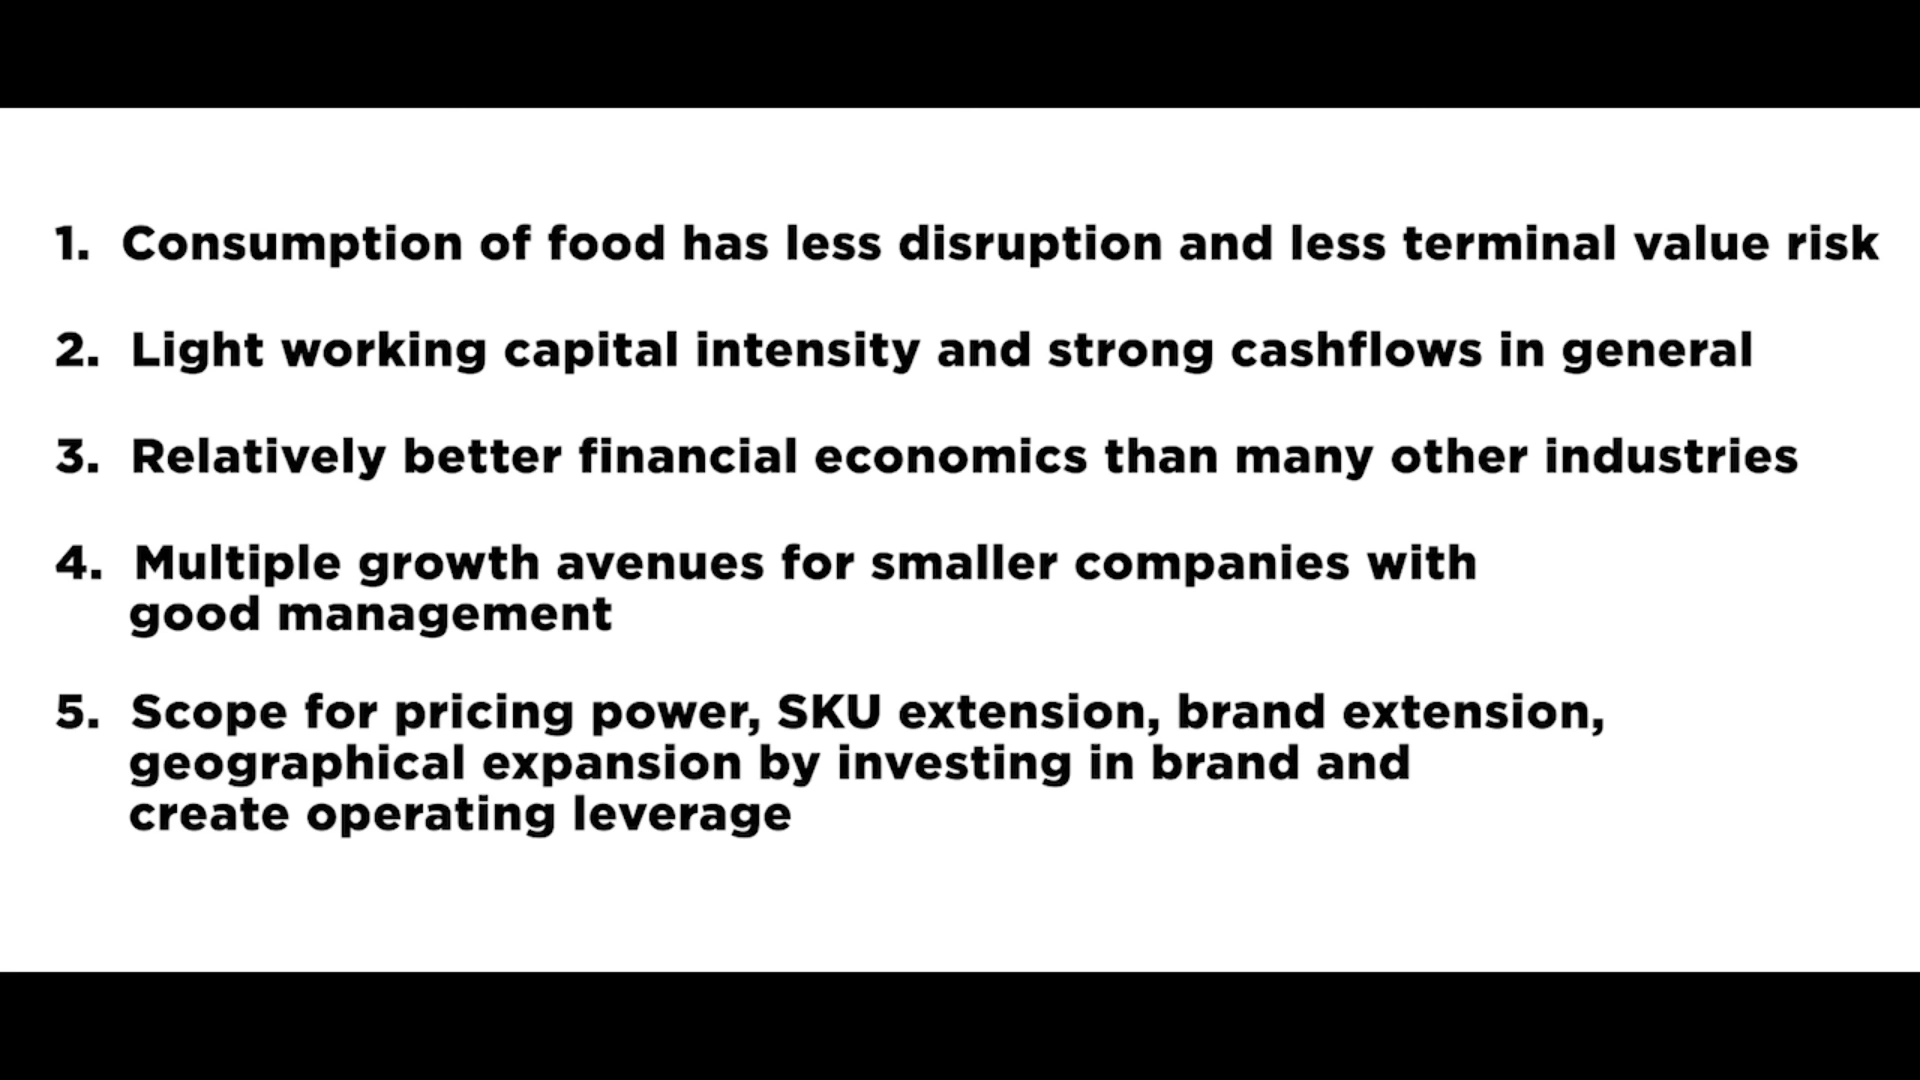 1. Consumption of food has less disruption and less terminal value risk
2. Light working capital intensity and strong cashflows in general
3. Relatively better financial economics than many other industries
4. Multiple growth avenues for smaller companies with
good management
5. Scope for pricing power, SKU extension, brand extension,
geographical expansion by investing in brand and
create operating leverage